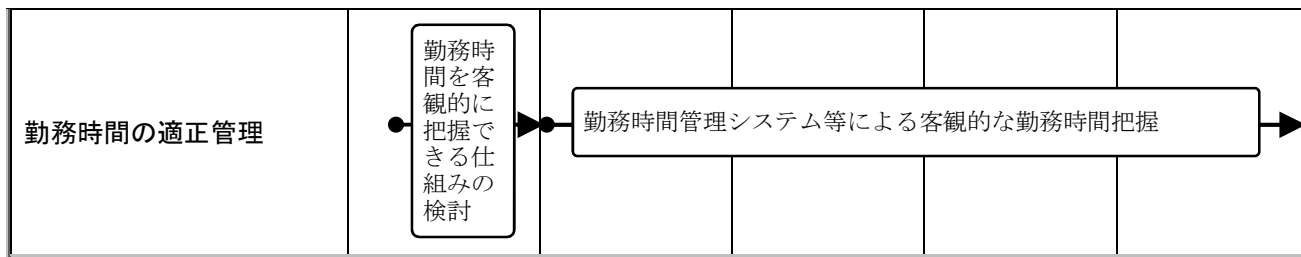 勤務時間の適正管理
勤務時
間を客
観的に
把握で
きる仕
組みの
検討
勤務時間管理システム等による客観的な勤務時間把握